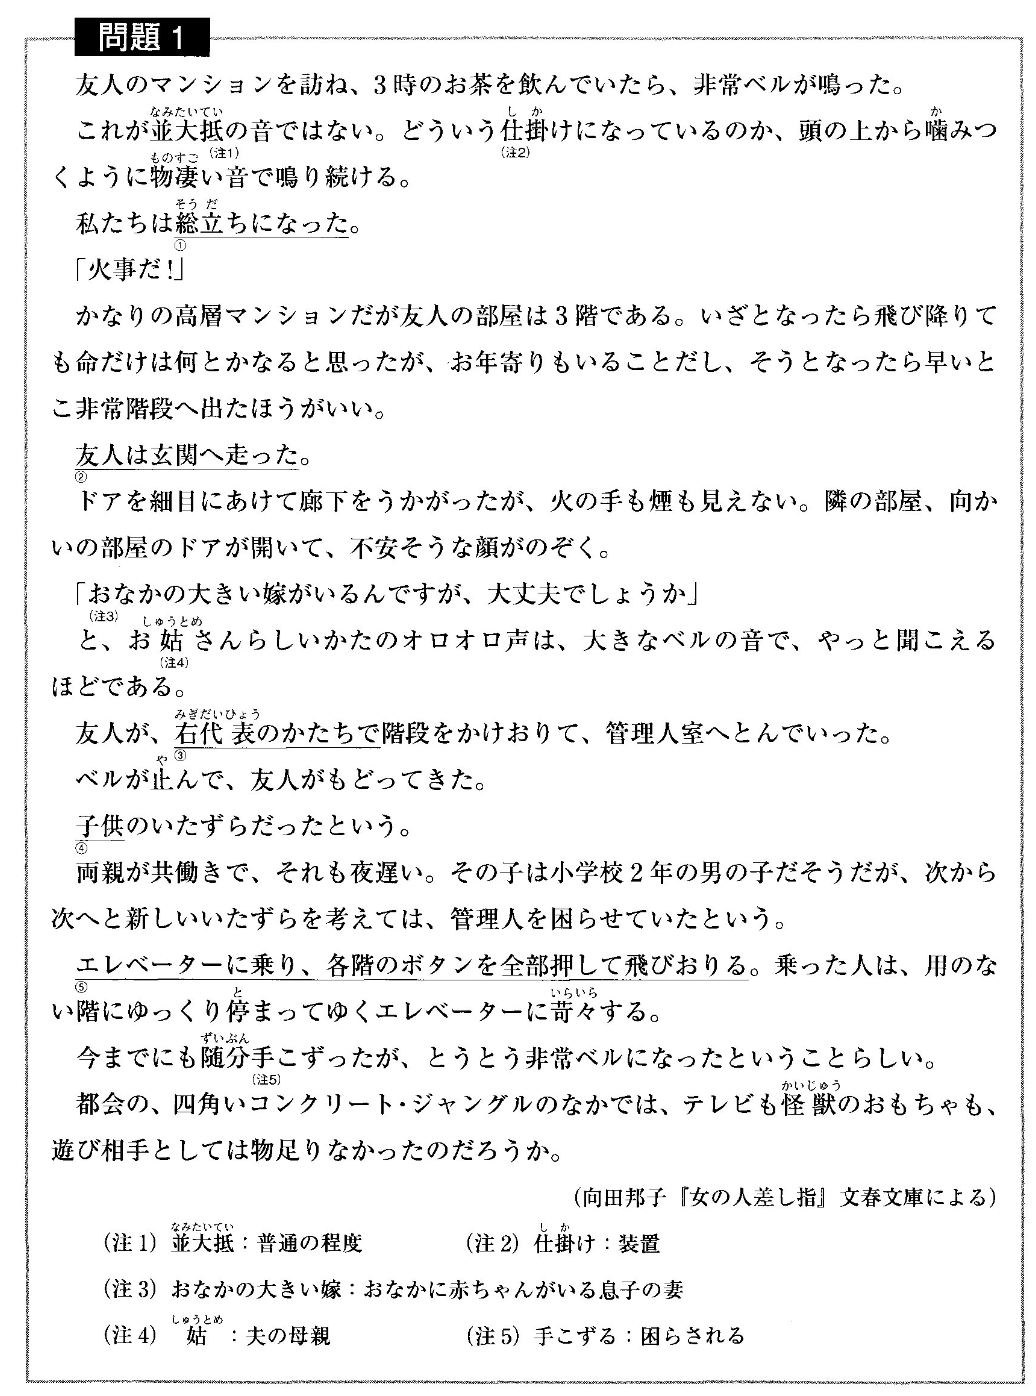 問題1
友人のマンションを訪ね、3時のお茶を飲んでいたら、非常ベルが鳴った。
なみたいてい しか か
これが並大抵の音ではない。どういう仕掛けになっているのか、頭の上から噛みつ
ものすご (注1) (注2)
くように物凄い音で鳴り続ける。
そうだ
私たちは総立ちになった。
①
「火事だ!」
かなりの高層マンションだが友人の部屋は3階である。いざとなったら飛び降りて
も命だけは何とかなると思ったが、お年寄りもいることだし、そうとなったら早いと
こ非常階段へ出たほうがいい。
友人は玄関へ走った。
②
ドアを細目にあけて廊下をうかがったが、火の手も煙も見えない。隣の部屋、向か
いの部屋のドアが開いて、不安そうな顔がのぞく。
「おなかの大きい嫁がいるんですが、大丈夫でしょうか」
(注3) しゅうとめ
と、お姑さんらしいかたのオロオロ声は、大きなベルの音で、やっと聞こえる
(注4)
ほどである。
みぎだいひょう
友人が、右代表のかたちで階段をかけおりて、管理人室へとんでいった。
や ③
ベルが止んで、友人がもどってきた。
子供のいたずらだったという。
④
両親が共働きで、それも夜遅い。その子は小学校2年の男の子だそうだが、次から
次へと新しいいたずらを考えては、管理人を困らせていたという。
エレベーターに乗り、各階のボタンを全部押して飛びおりる。乗った人は、用のな
⑤ と いらいら
い階にゆっくり停まってゆくエレベーターに苛々する。
ずいぶん
今までにも随分手こずったが、とうとう非常ベルになったということらしい。
(注5) かいじゅう
都会の、四角いコンクリート・ジャングルのなかでは、テレビも怪獣のおもちゃも、
遊び相手としては物足りなかったのだろうか。
(向田邦子『女の人差し指』文春文庫による)
なみたいてい しか
(注1) 並大抵:普通の程度 (注2) 仕掛け:装置
(注3) おなかの大きい嫁:おなかに赤ちゃんがいる息子の妻
しゅうとめ
(注4) 姑:夫の母親 (注5) 手こずる:困らされる